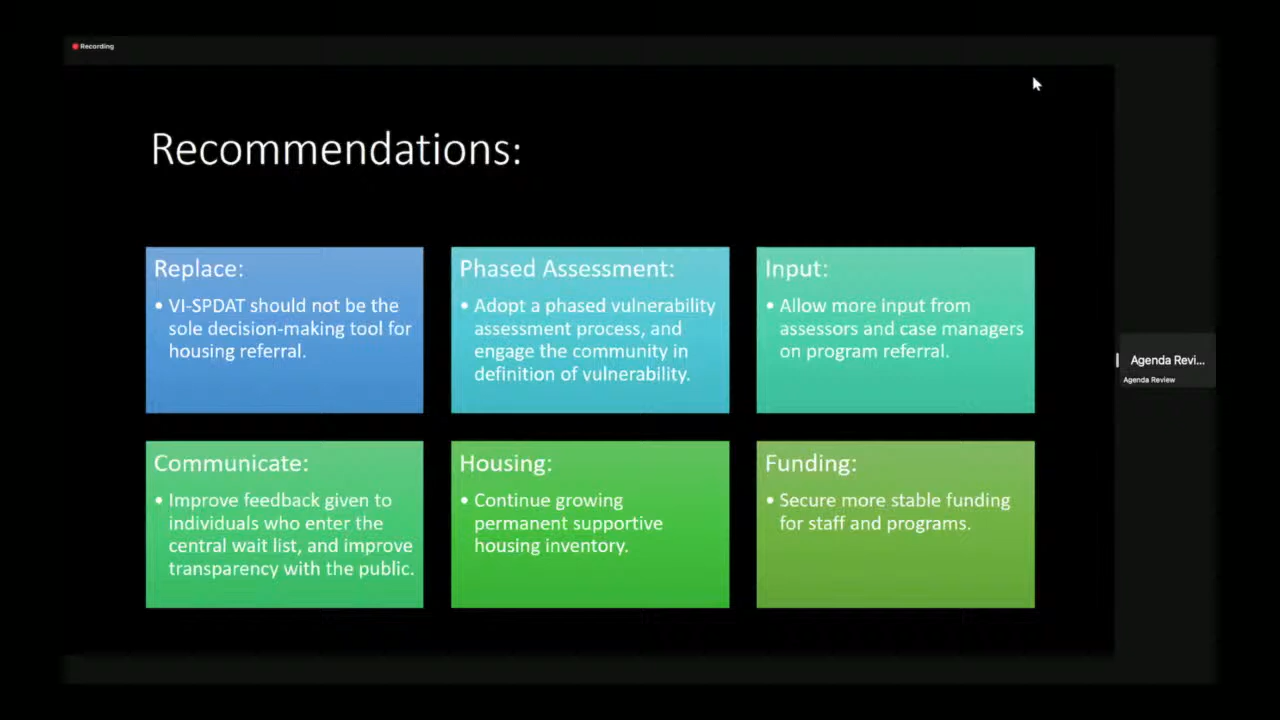 Recording
Recommendations:
Replace:
• VI-SPDAT should not be the
sole decision-making tool for
housing referral.
Phased Assessment:
• Adopt a phased vulnerability
assessment process, and
engage the community in
definition of vulnerability.
Input:
• Allow more input from
assessors and case managers
on program referral.
Communicate:
• Improve feedback given to
individuals who enter the
central wait list, and improve
transparency with the public.
Housing:
• Continue growing
permanent supportive
housing inventory.
Funding:
• Secure more stable funding
for staff and programs.
Agenda Revi...
Agenda Review